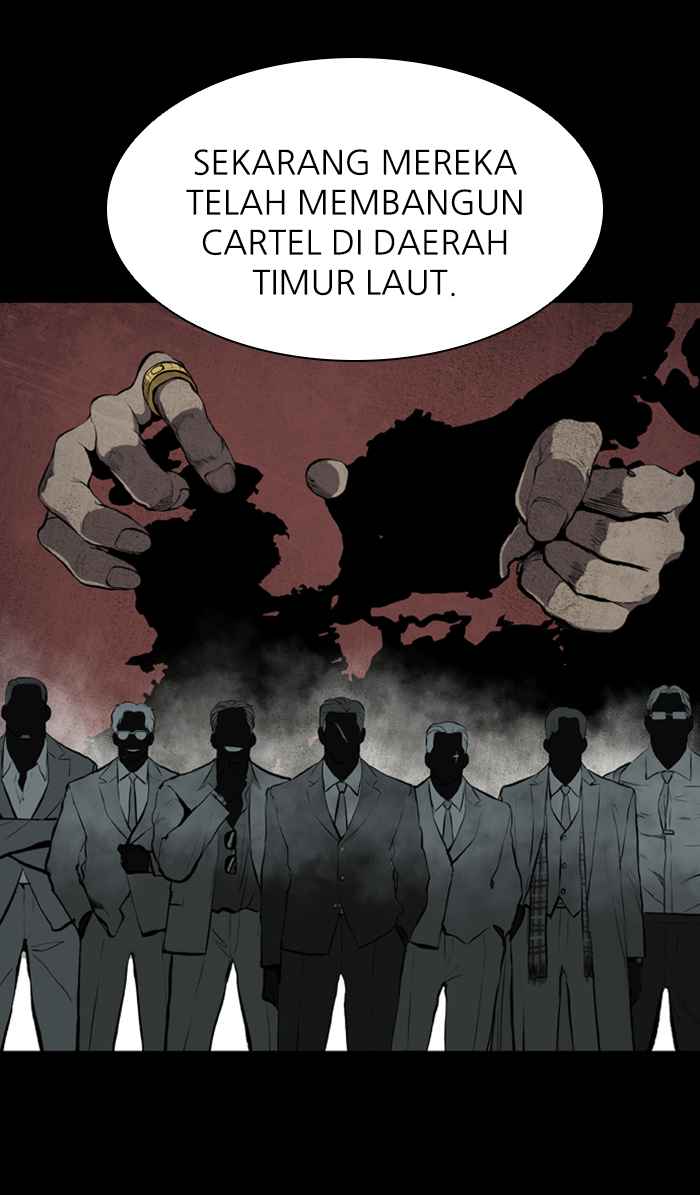 SEKARANG MEREKA
TELAH MEMBANGUN
CARTEL DI DAERAH
TIMUR LAUT.